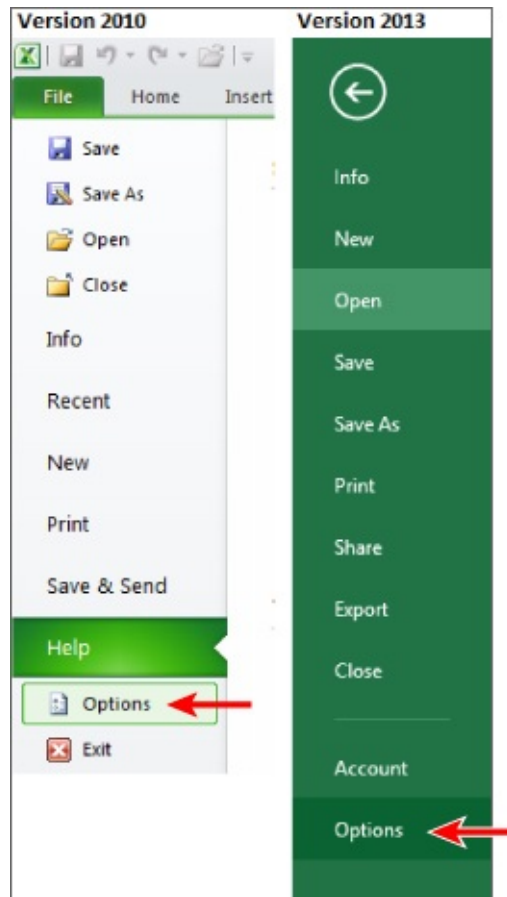 Version 2010
File Home Insert
Save
Save As
Open
Close
Info
Recent
New
Print
Save & Send
Help
Options
Exit
Version 2013
Info
New
Open
Save
Save As
Print
Share
Export
Close
Account
Options